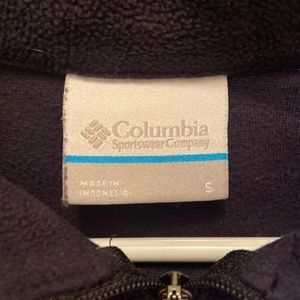 Columbia
Sportswear Company
MADE IN
INDONESIA
S